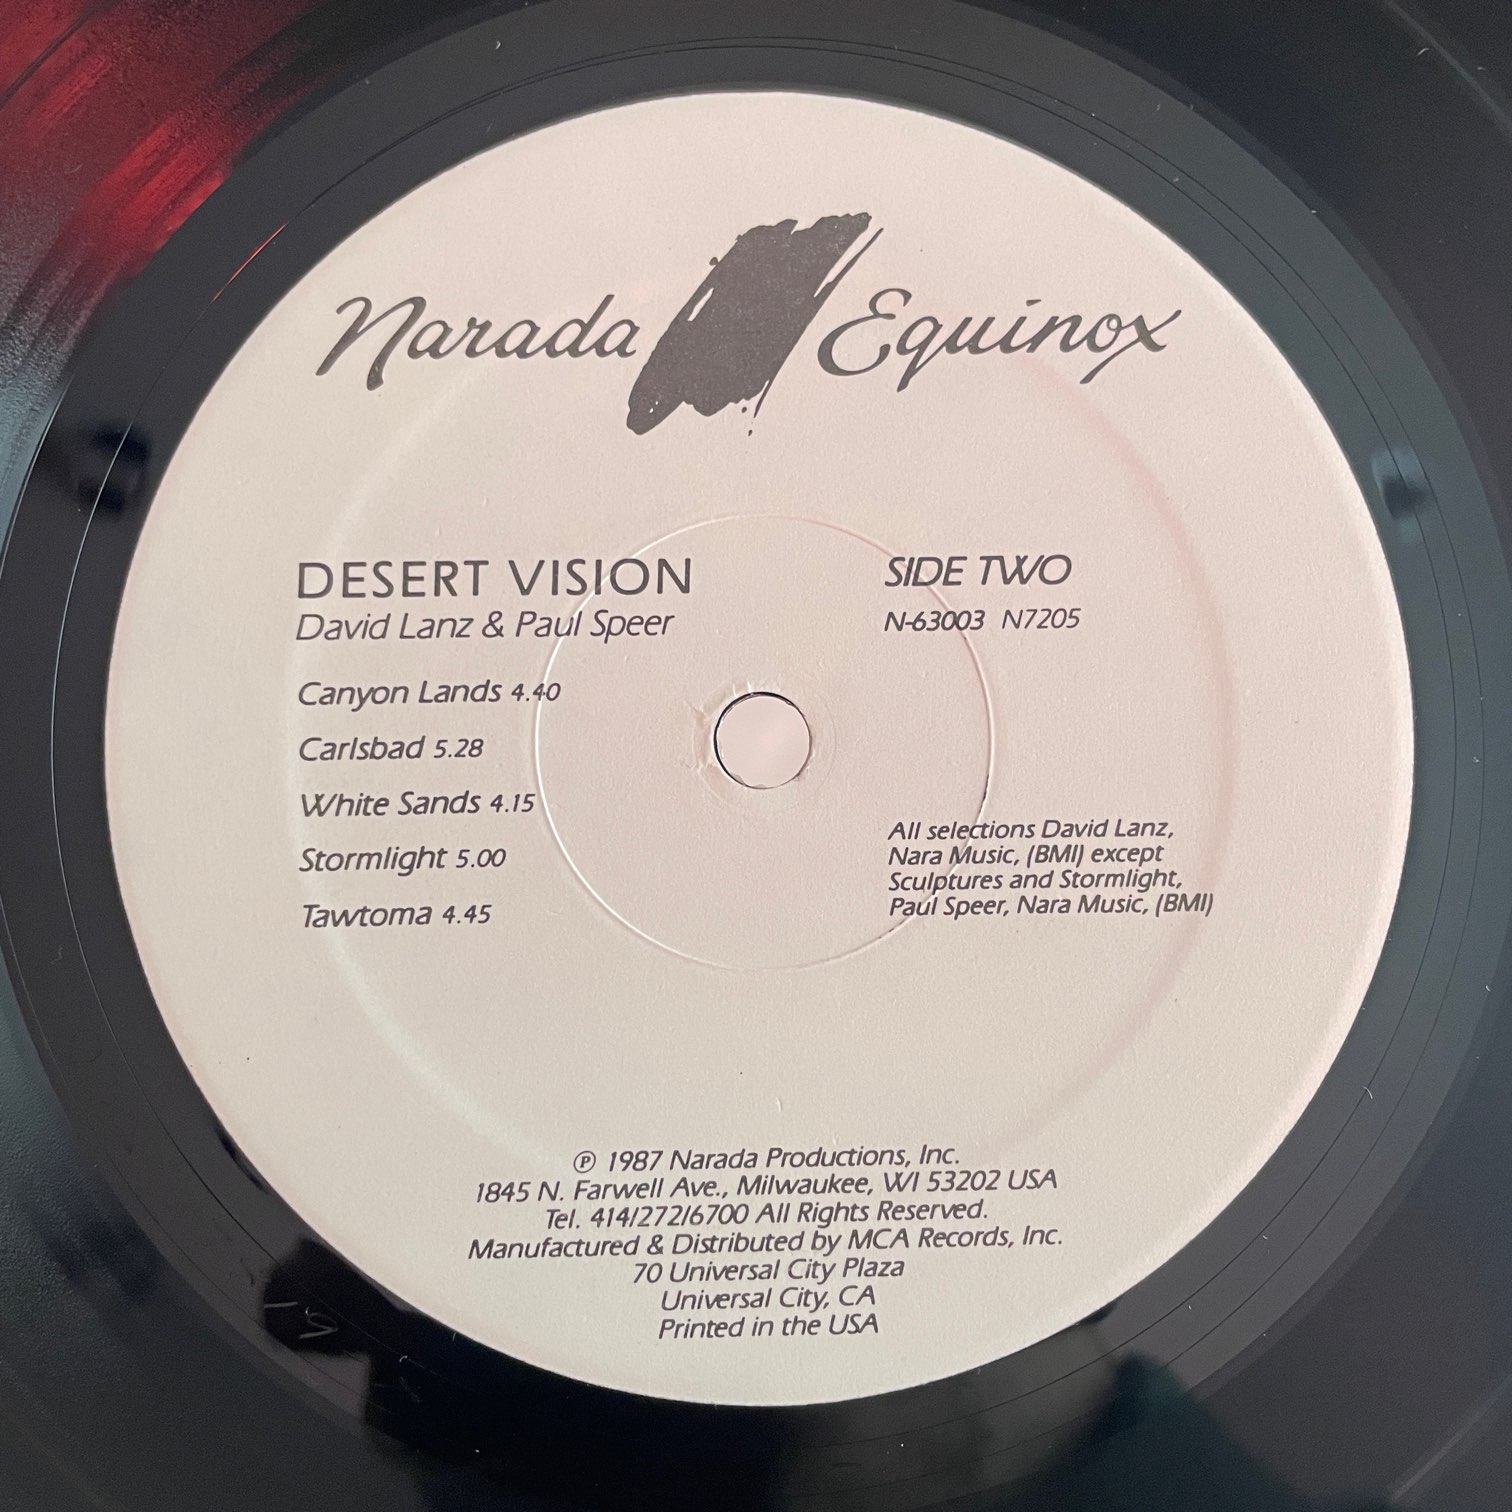 Narada Equinox
DESERT VISION
David Lanz & Paul Speer
SIDE TWO
N-63003 N7205
Canyon Lands 4.40
Carlsbad 5.28
White Sands 4.15
Stormlight 5.00
Tawtoma 4.45
All selections David Lanz,
Nara Music, (BMI) except
Sculptures and Stormlight,
Paul Speer, Nara Music, (BMI)
℗ 1987 Narada Productions, Inc.
1845 N. Farwell Ave., Milwaukee, WI 53202 USA
Tel. 414/272/6700 All Rights Reserved.
Manufactured & Distributed by MCA Records, Inc.
70 Universal City Plaza
Universal City, CA
Printed in the USA